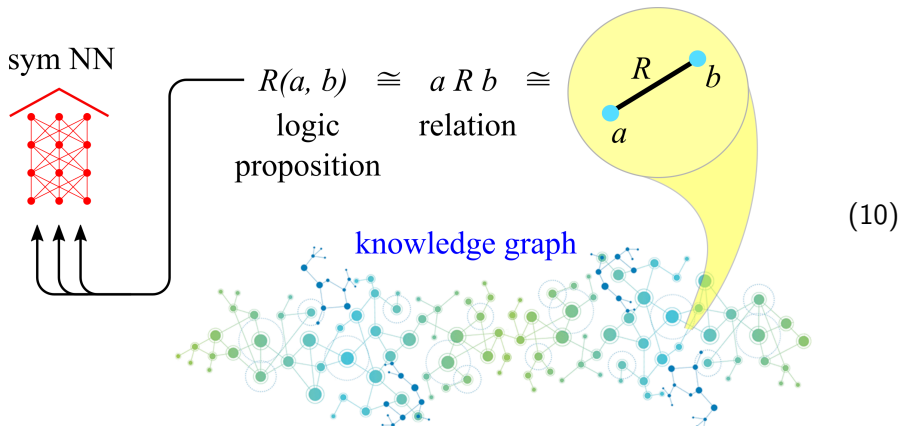 sym NN
R(a, b) ≅ a R b ≅
R
b
a
logic relation
proposition
(10)
knowledge graph